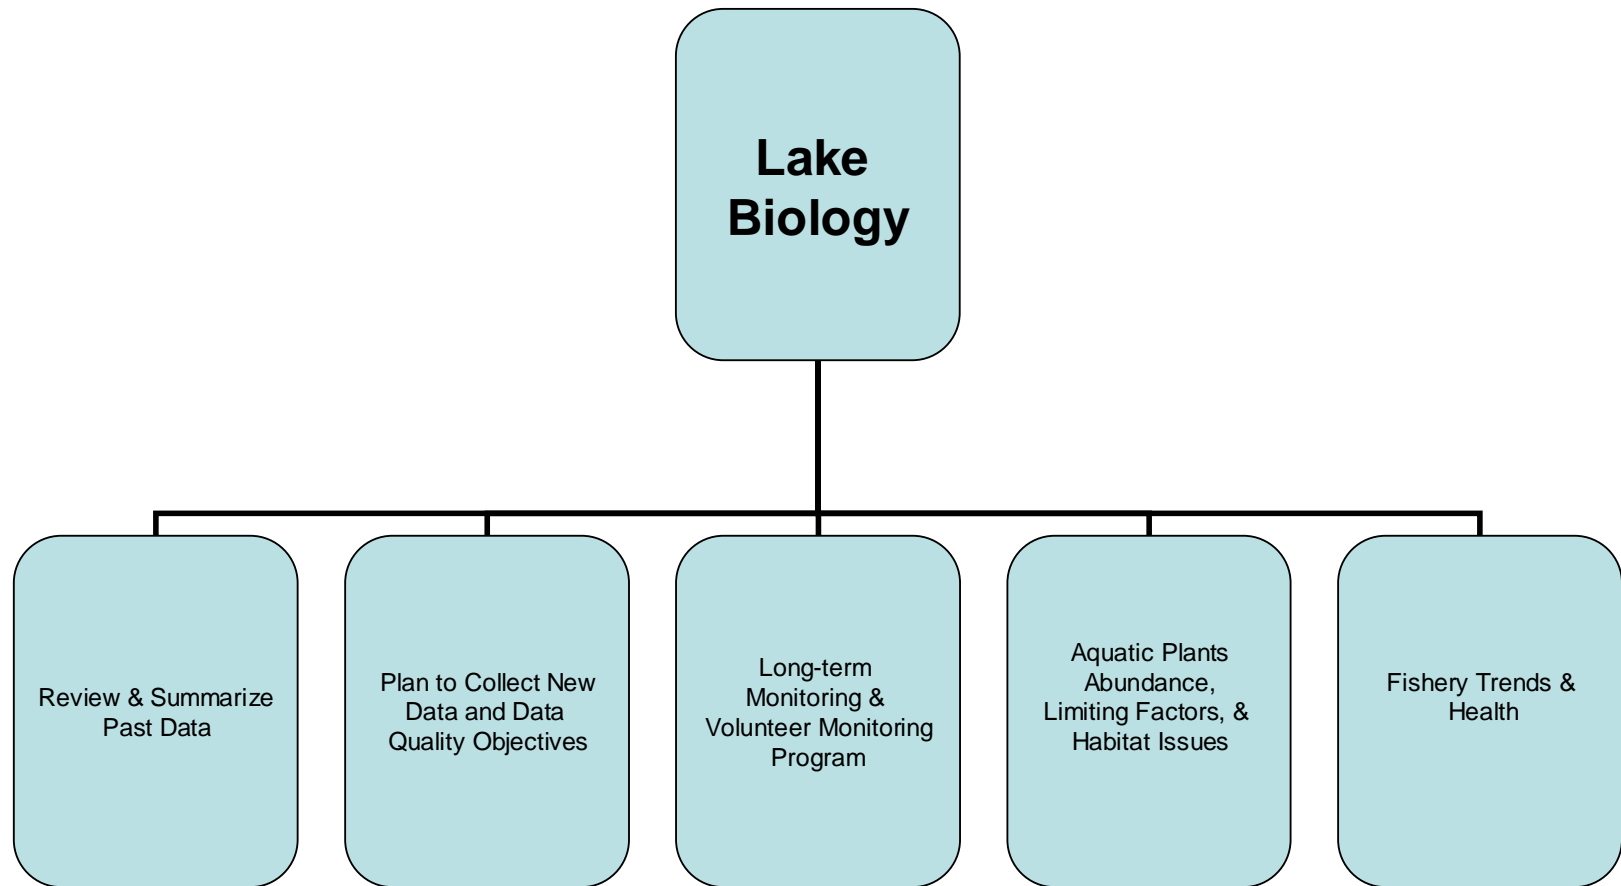 Lake
Biology
Review & Summarize
Past Data
Plan to Collect New
Data and Data
Quality Objectives
Long-term
Monitoring &
Volunteer Monitoring
Program
Aquatic Plants
Abundance,
Limiting Factors, &
Habitat Issues
Fishery Trends &
Health